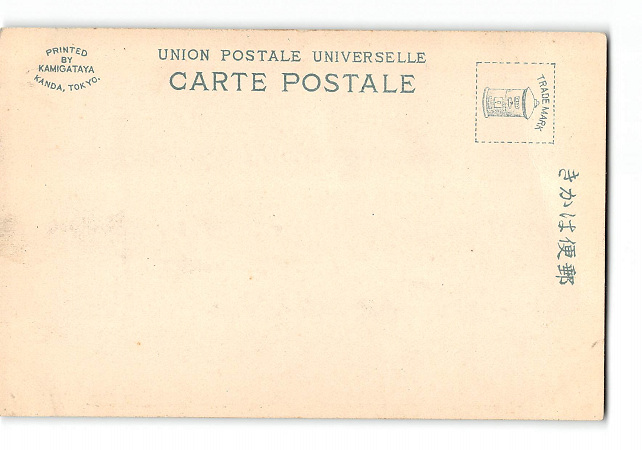 PRINTED
BY
KAMIGATAYA
KANDA, TOKYO.
UNION POSTALE UNIVERSELLE
CARTE POSTALE
TRADE MARK
きかは便郵